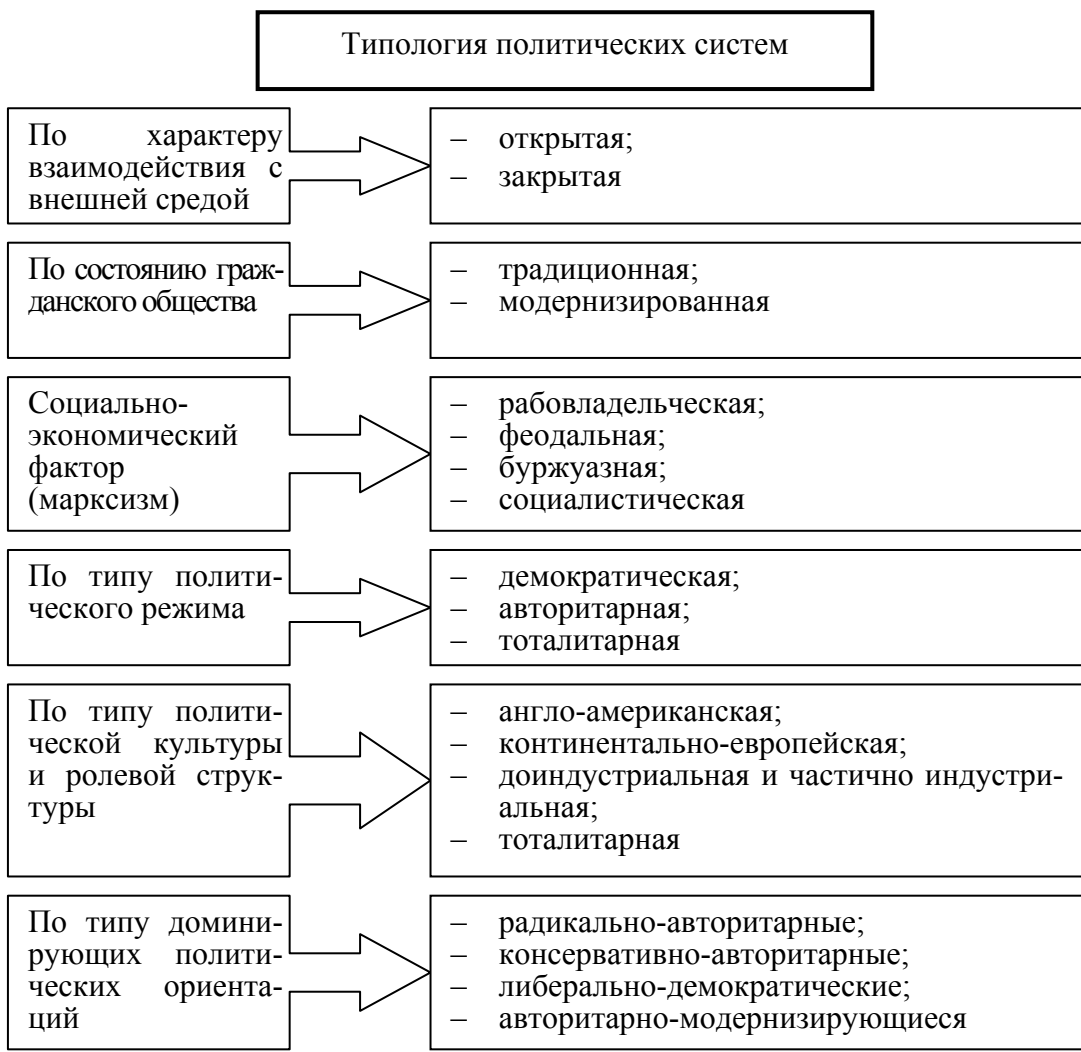 Типология политических систем
По характеру
взаимодействия с
внешней средой
– открытая;
– закрытая
По состоянию граж-
данского общества
– традиционная;
– модернизированная
Социально-
экономический
фактор
(марксизм)
– рабовладельческая;
– феодальная;
– буржуазная;
– социалистическая
По типу полити-
ческого режима
– демократическая;
– авторитарная;
– тоталитарная
По типу полити-
ческой культуры
и ролевой струк-
туры
– англо-американская;
– континентально-европейская;
– доиндустриальная и частично индустри-
альная;
– тоталитарная
По типу домини-
рующих полити-
ческих ориента-
ций
– радикально-авторитарные;
– консервативно-авторитарные;
– либерально-демократические;
– авторитарно-модернизирующиеся